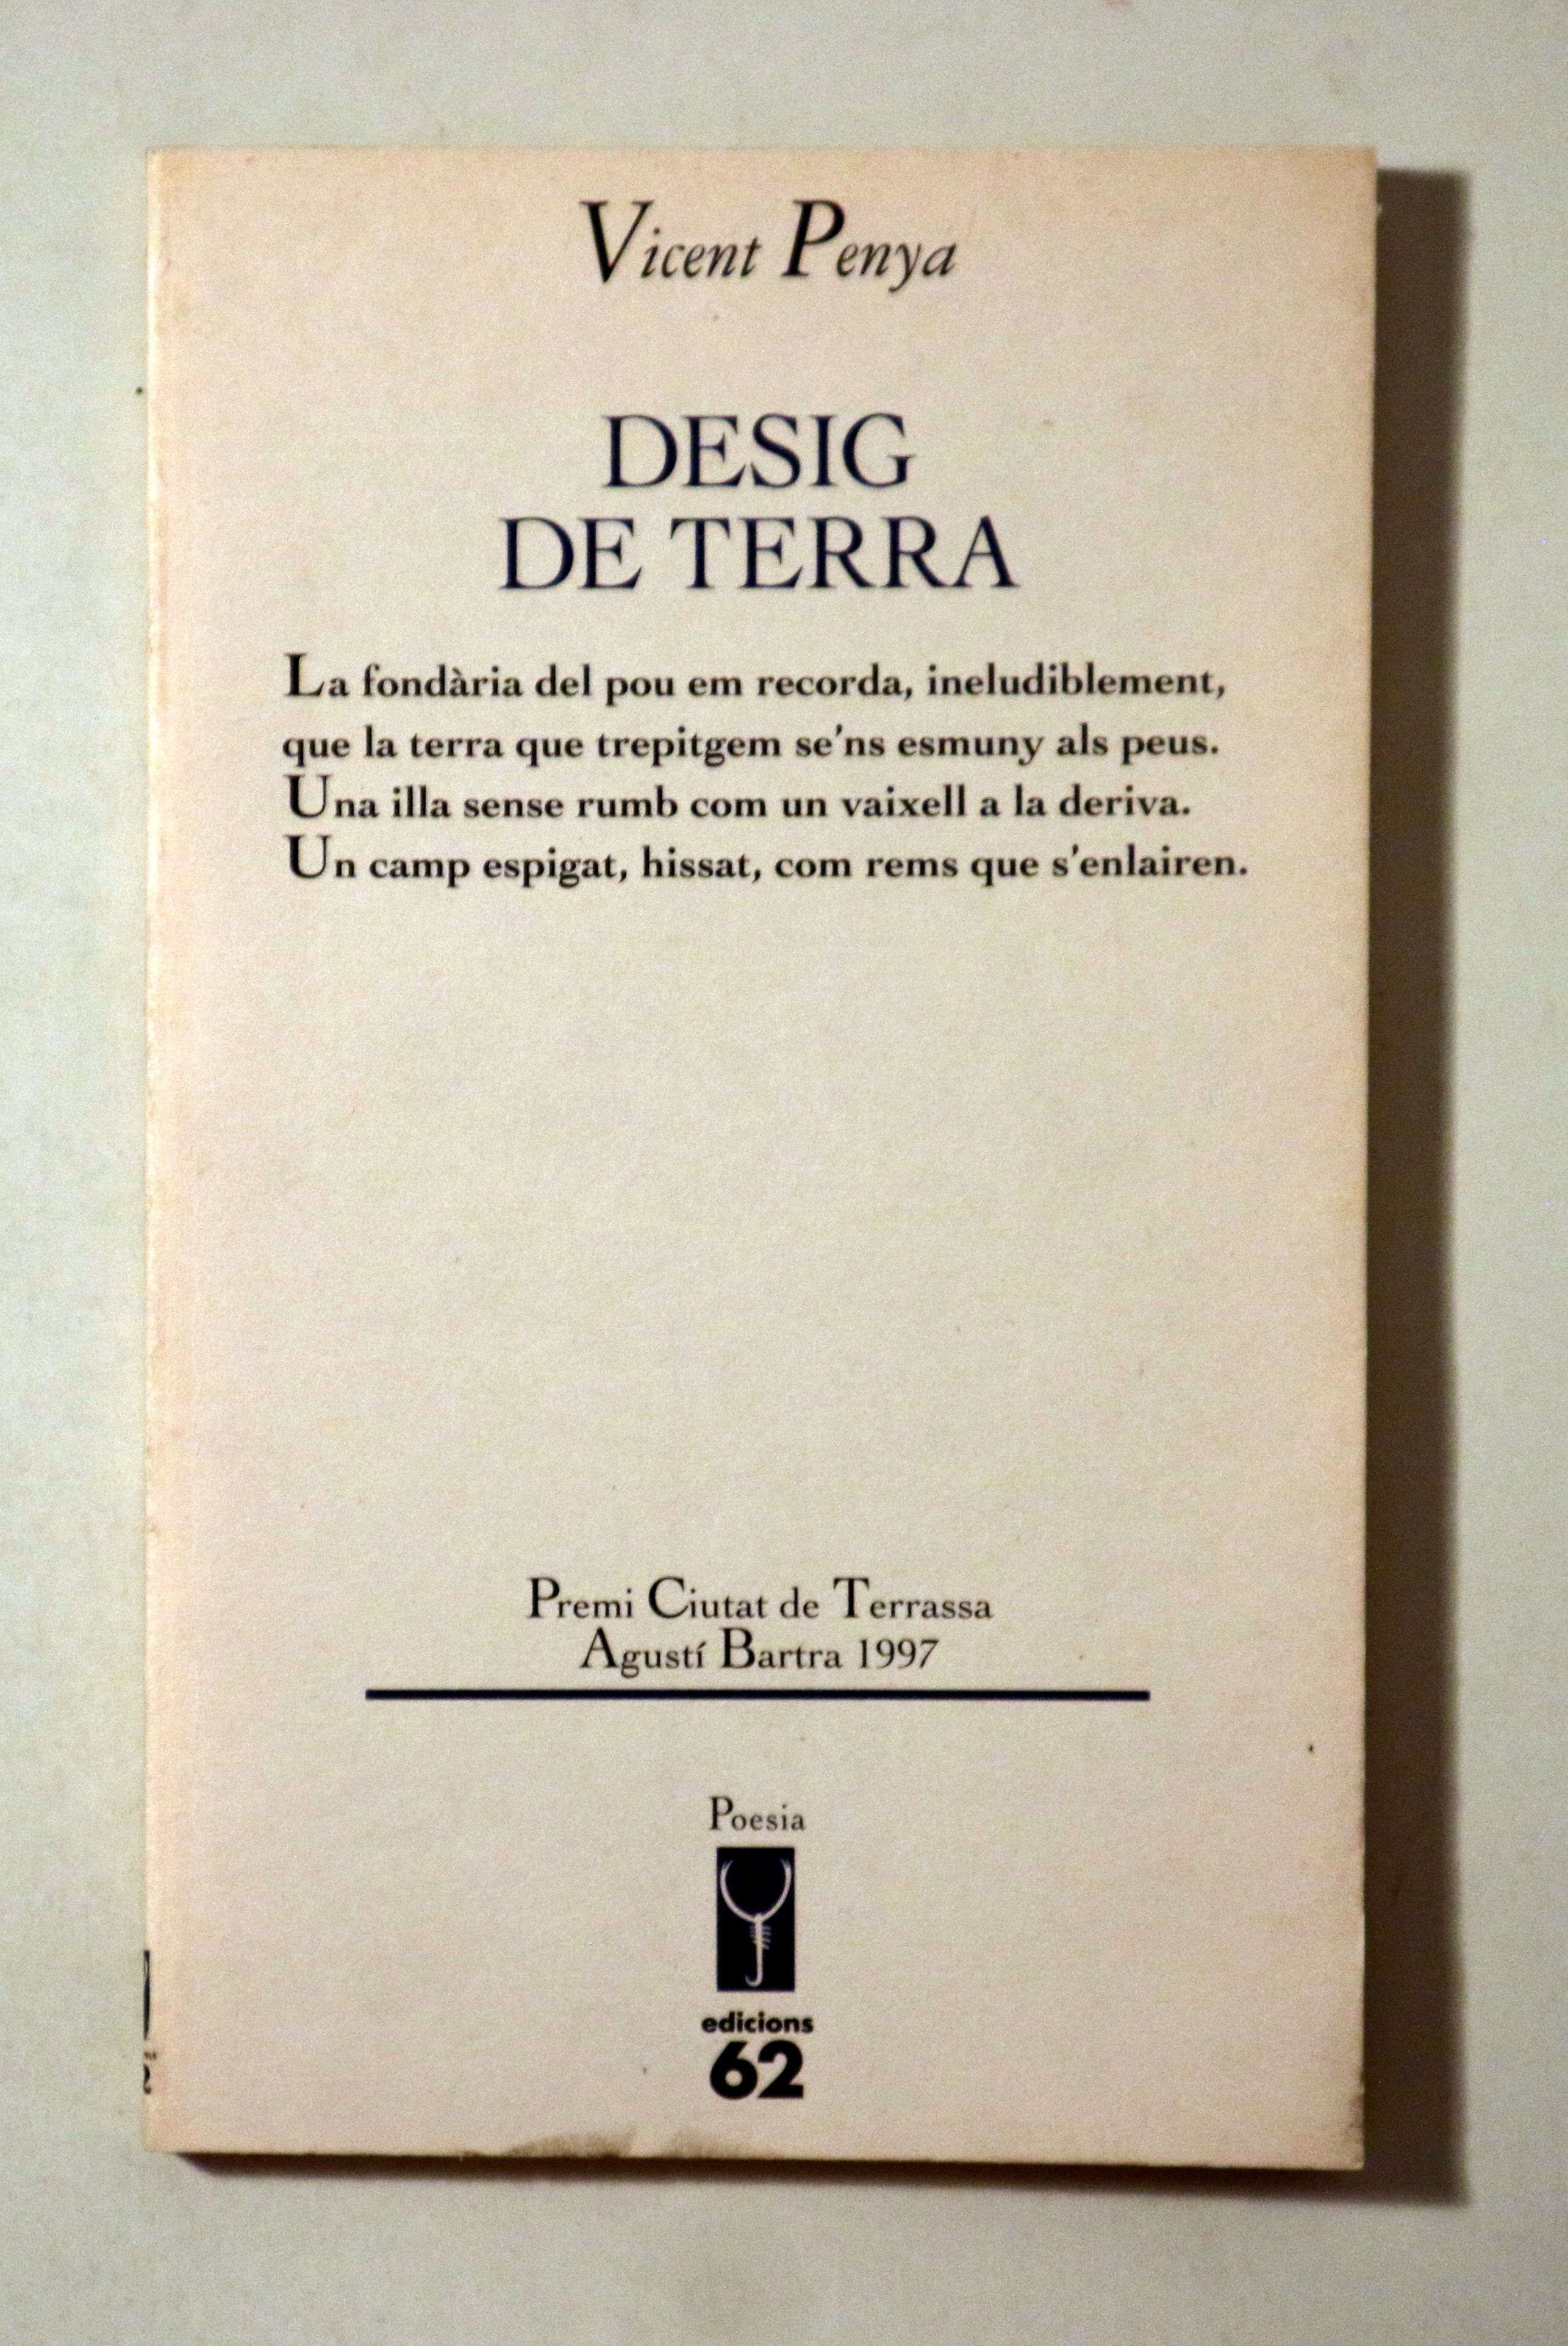 Vicent Penya
DESIG
DE TERRA
La fondària del pou em recorda, ineludiblement,
que la terra que trepitgem se'ns esmuny als peus.
Una illa sense rumb com un vaixell a la deriva.
Un camp espigat, hissat, com rems que s'enlairen.
Premi Ciutat de Terrassa
Agustí Bartra 1997
Poesia
edicions
62